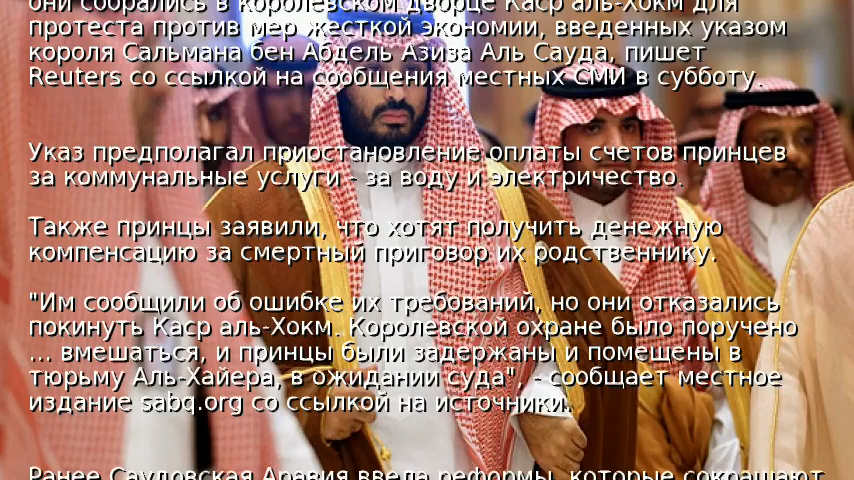 они собрались в королевском дворце Каср аль-Хокм для
протеста против мер жесткой экономии, введенных указом
короля Сальмана бен Абдель Азиза Аль Сауда, пишет
Reuters со ссылкой на сообщения местных СМИ в субботу.
Указ предполагал приостановление оплаты счетов принцев
за коммунальные услуги - за воду и электричество.
Также принцы заявили, что хотят получить денежную
компенсацию за смертный приговор их родственнику.
"Им сообщили об ошибке их требований, но они отказались
покинуть Каср аль-Хокм. Королевской охране было поручено
... вмешаться, и принцы были задержаны и помещены в
тюрьму Аль-Хайера, в ожидании суда", - сообщает местное
издание sabq.org со ссылкой на источники.
Ранее Саудовская Аравия ввела реформы, которые сокращают